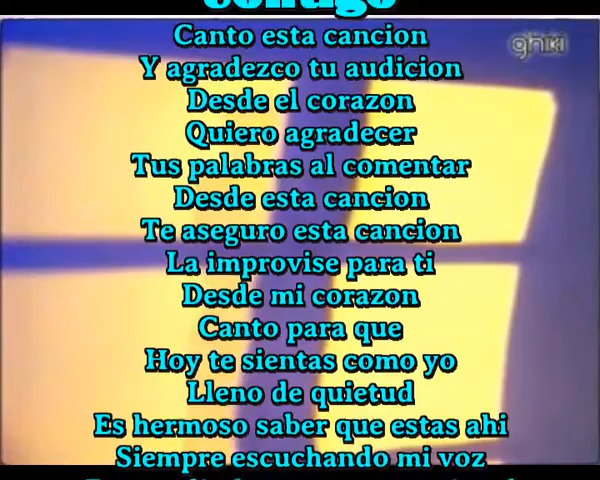 contigo
Canto esta cancion
ghiki
Y agradezco tu audicion
Desde el corazon
Quiero agradecer
Tus palabras al comentar
Desde esta cancion
Te aseguro esta cancion
La improvise para ti
Desde mi corazon
Canto para que
Hoy te sientas como yo
Lleno de quietud
Es hermoso saber que estas ahi
Siempre escuchando mi voz